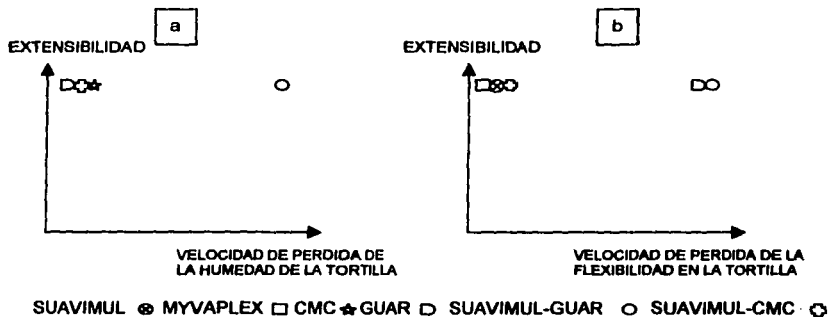 a
EXTENSIBILIDAD
VELOCIDAD DE PERDIDA DE
LA HUMEDAD DE LA TORTILLA
b
EXTENSIBILIDAD
VELOCIDAD DE PERDIDA DE LA
FLEXIBILIDAD EN LA TORTILLA
SUAVIMUL MYVAPLEX CMC GUAR SUAVIMUL-GUAR SUAVIMUL-CMC